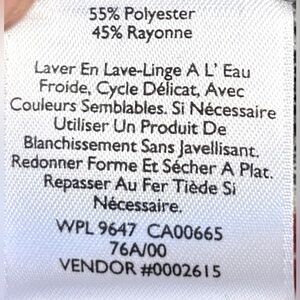 55% Polyester
45% Rayonne
Laver En Lave-Linge A L' Eau
Froide, Cycle Délicat, Avec
Couleurs Semblables. Si Nécessaire
Utiliser Un Produit De
Blanchissement Sans Javellisant.
Redonner Forme Et Sécher A Plat.
Repasser Au Fer Tiède Si
Nécessaire.
WPL 9647 CA00665
76A/00
VENDOR #0002615